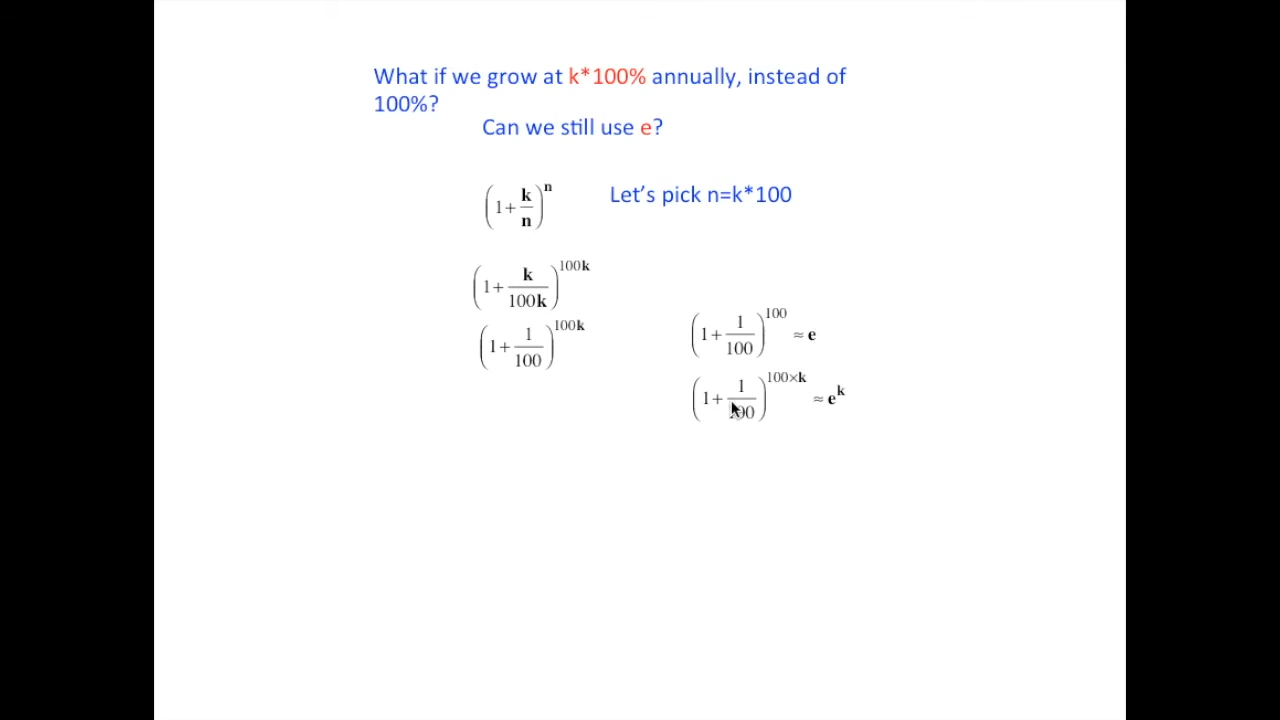 What if we grow at k*100% annually, instead of
100%?
Can we still use e?
(1+k/n)^n
Let's pick n=k*100
(1+k/100k)^100k
(1+1/100)^100k
(1+1/100)^100 ≈e
(1+1/100)^100×k ≈e^k